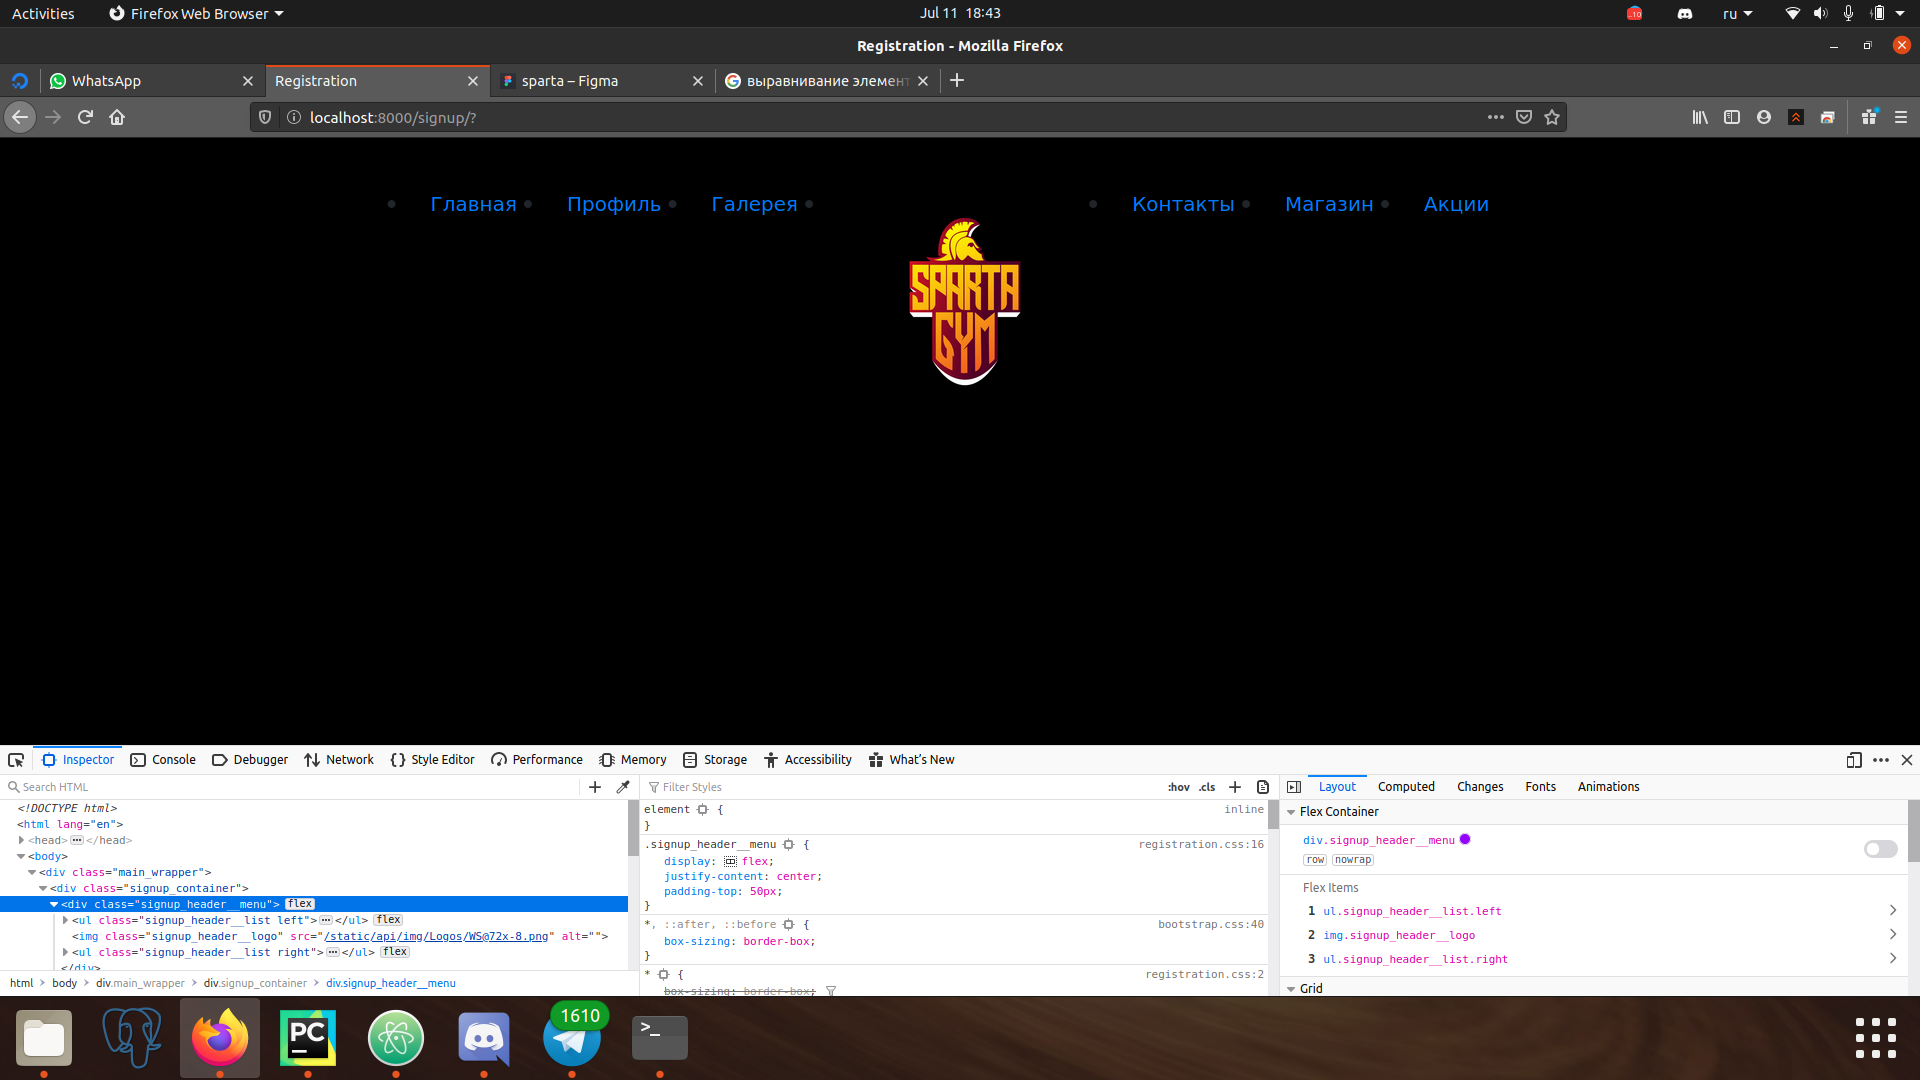 Activities
Firefox Web Browser
Jul 11 18:43
ru
Registration - Mozilla Firefox
WhatsApp
Registration
sparta – Figma
выравнивание элемент
localhost:8000/signup/?
Главная
Профиль
Галерея
Контакты
Магазин
Акции
SPARTA
GYM
Inspector
Console
Debugger
Network
Style Editor
Performance
Memory
Storage
Accessibility
What's New
Search HTML
Filter Styles
:hov
.cls
Layout
Computed
Changes
Fonts
Animations
<!DOCTYPE html>
<html lang="en">
<head>•••</head>
<body>
<div class="main_wrapper">
<div class="signup_container">
<div class="signup_header__menu"> flex
<ul class="signup_header__list left">•••</ul> flex
<img class="signup_header__logo" src="/static/api/img/Logos/WS@72x-8.png" alt="">
<ul class="signup_header__list right">•••</ul> flex
</div>
html > body > div.main_wrapper > div.signup_container > div.signup_header__menu
element {
inline
}
.signup_header__menu {
registration.css:16
display: flex;
justify-content: center;
padding-top: 50px;
}
*, ::after, ::before {
bootstrap.css:40
box-sizing: border-box;
}
* {
registration.css:2
box-sizing: border-box;
Flex Container
div.signup_header__menu
row nowrap
Flex Items
1 ul.signup_header__list.left
2 img.signup_header__logo
3 ul.signup_header__list.right
Grid
PC
1610
>_